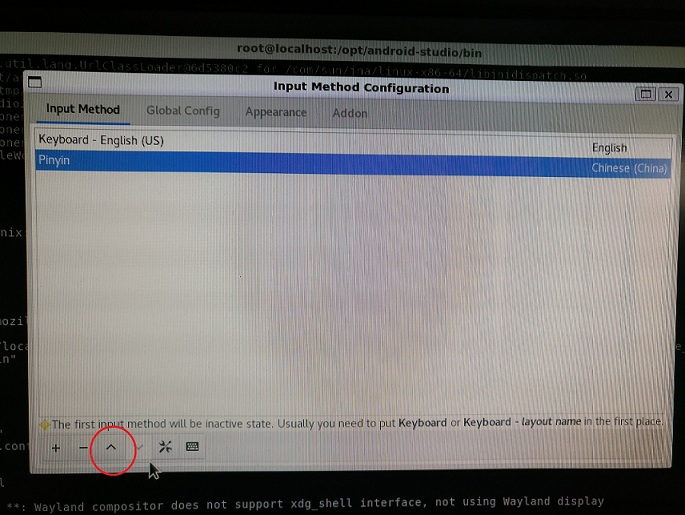 root@localhost:/opt/android-studio/bin
.util.lang.UrlClassLoader@6d5380c2 for /com/sun/jna/linux-x86-64/libjnidispatch.so
Input Method Configuration
Input Method Global Config Appearance Addon
Keyboard - English (US) English
Pinyin Chinese (China)
The first input method will be inactive state. Usually you need to put Keyboard or Keyboard - layout name in the first place.
**: Wayland compositor does not support xdg_shell interface, not using Wayland display